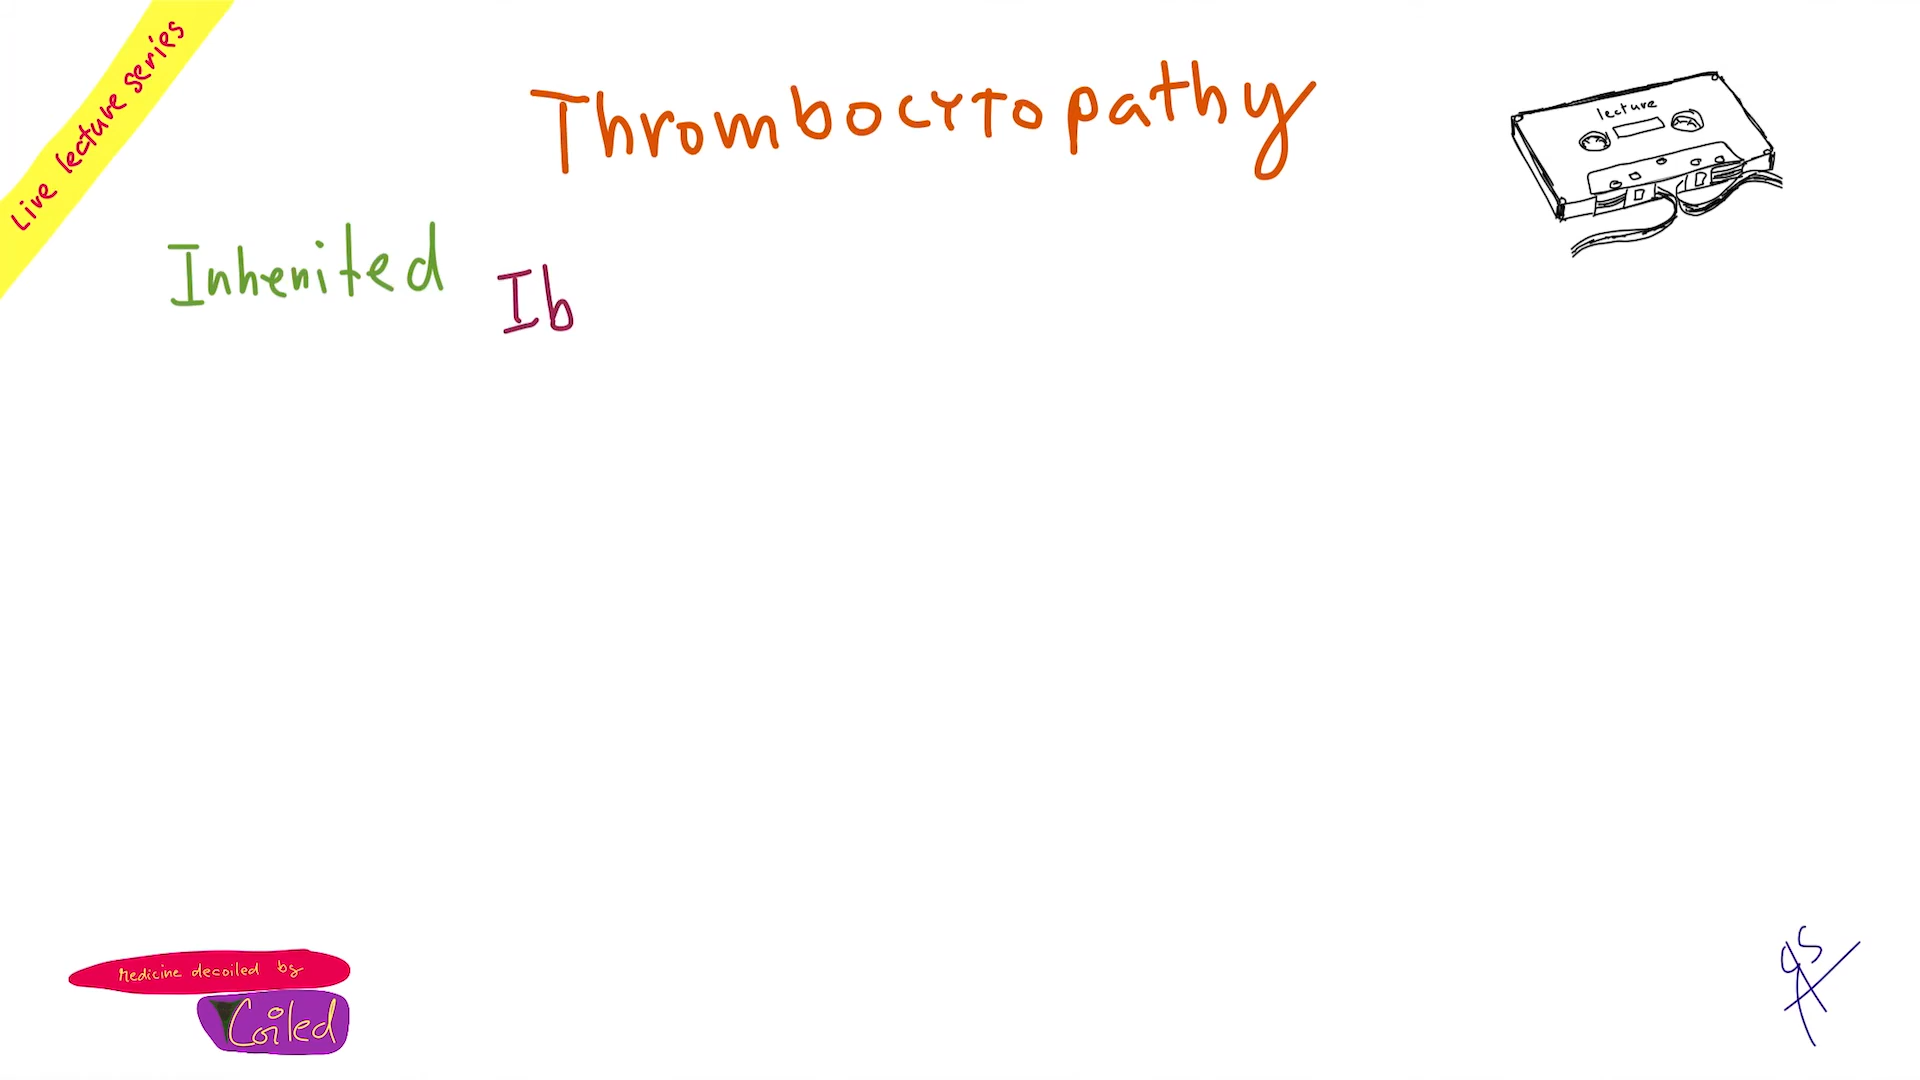 Live lecture series
Thrombocytopathy
lecture
Inherited
Ib
Medicine decoiled by
Coiled